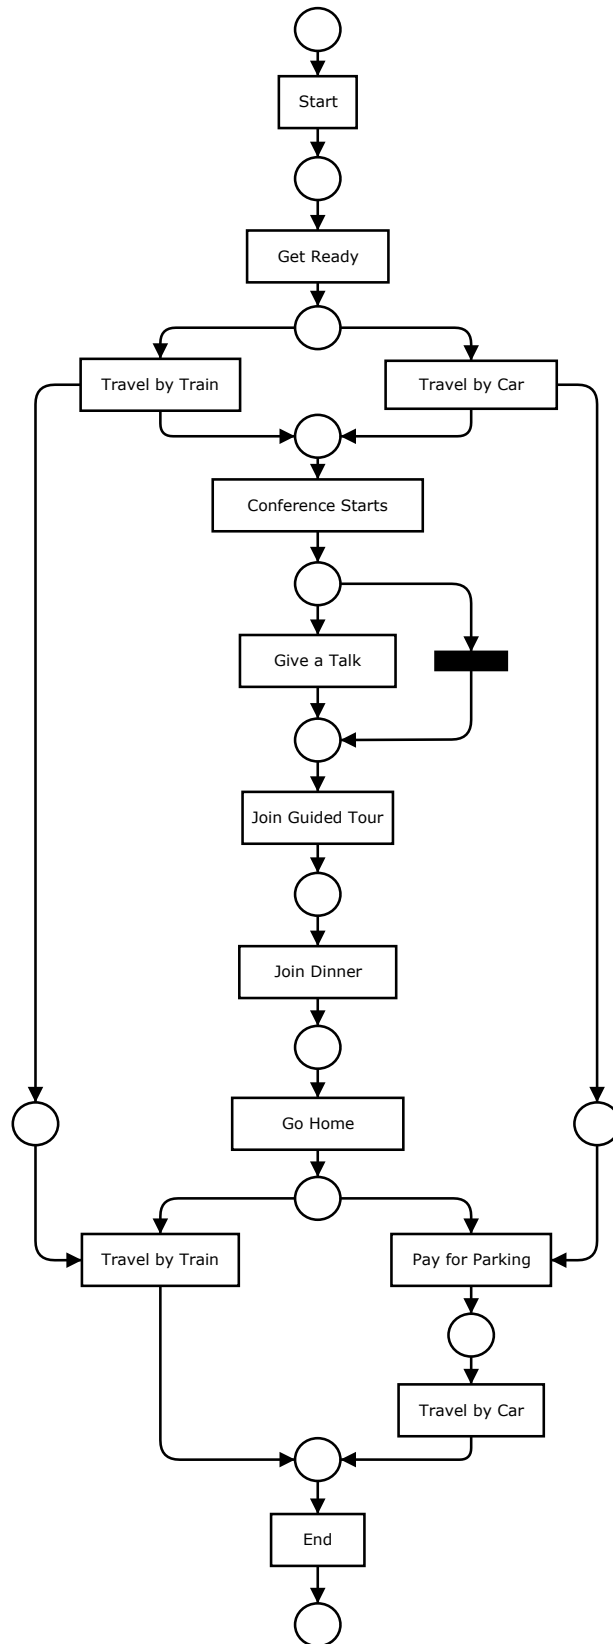 Start
Get Ready
Travel by Train
Travel by Car
Conference Starts
Give a Talk
Join Guided Tour
Join Dinner
Go Home
Travel by Train
Pay for Parking
Travel by Car
End